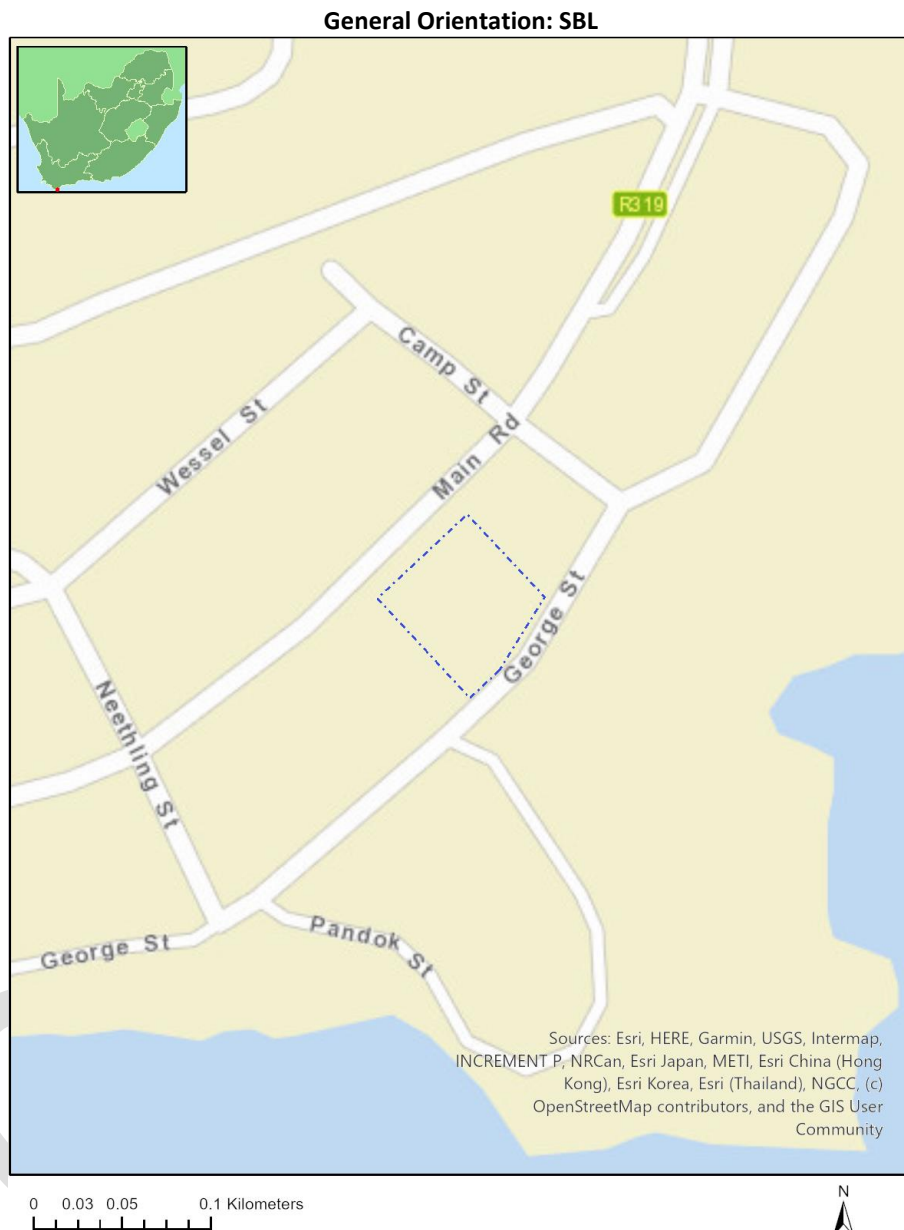 General Orientation: SBL
R319
Camp St
Wessel St
Main Rd
George St
Neethling St
Pandok St
George St
Sources: Esri, HERE, Garmin, USGS, Intermap,
INCREMENT P, NRCan, Esri Japan, METI, Esri China (Hong
Kong), Esri Korea, Esri (Thailand), NGCC, (c)
OpenStreetMap contributors, and the GIS User
Community
0 0.03 0.05 0.1 Kilometers
N